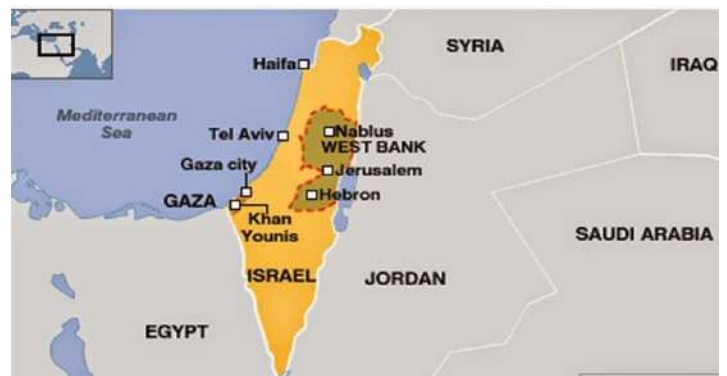 SYRIA
IRAQ
Haifa
Mediterranean
Sea
Nablus
WEST BANK
Tel Aviv
Gaza city
Jerusalem
GAZA
Hebron
Khan
Younis
SAUDI ARABIA
ISRAEL
JORDAN
EGYPT